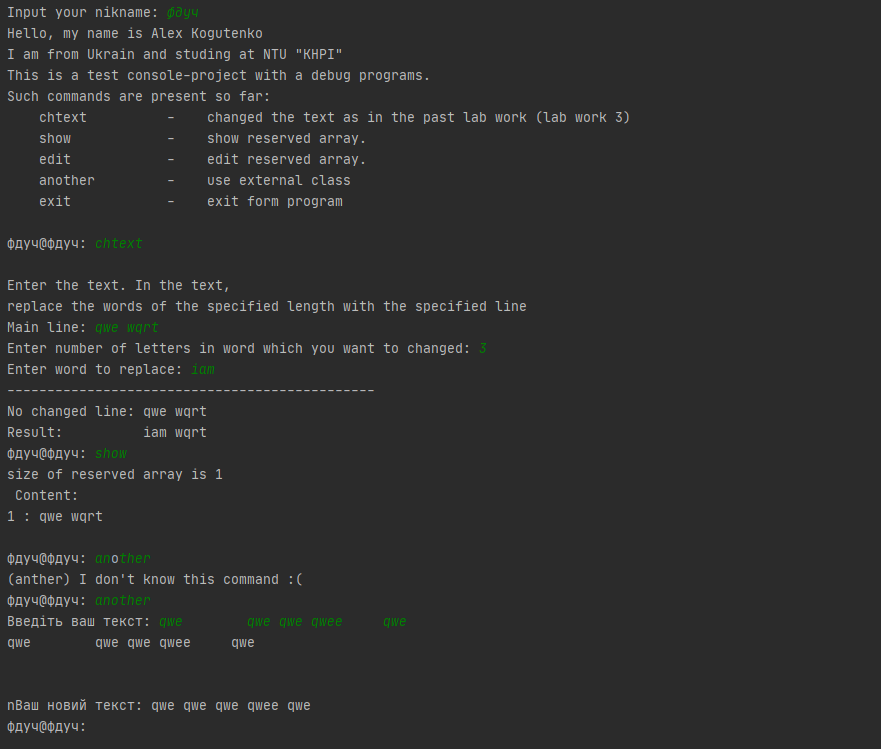 Input your nikname: фдуч
Hello, my name is Alex Kogutenko
I am from Ukrain and studing at NTU "KHPI"
This is a test console-project with a debug programs.
Such commands are present so far:
    chtext          -    changed the text as in the past lab work (lab work 3)
    show            -    show reserved array.
    edit            -    edit reserved array.
    another         -    use external class
    exit            -    exit form program
фдуч@фдуч: chtext
Enter the text. In the text,
replace the words of the specified length with the specified line
Main line: qwe wqrt
Enter number of letters in word which you want to changed: 3
Enter word to replace: iam
----------------------------------------------
No changed line: qwe wqrt
Result:          iam wqrt
фдуч@фдуч: show
size of reserved array is 1
 Content:
1 : qwe wqrt
фдуч@фдуч: another
(anther) I don't know this command :(
фдуч@фдуч: another
Введіть ваш текст: qwe        qwe qwe qwee     qwe
qwe        qwe qwe qwee     qwe
nВаш новий текст: qwe qwe qwe qwee qwe
фдуч@фдуч: